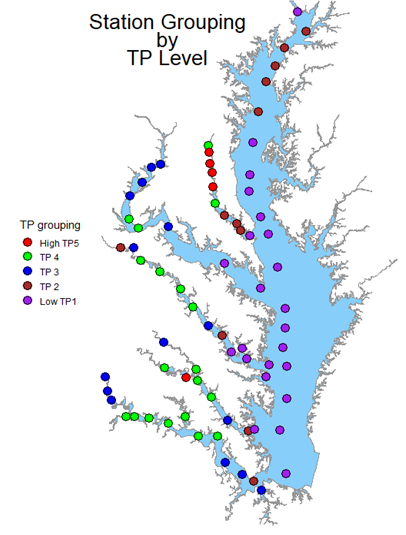 Station Grouping
by
TP Level
TP grouping
High TP5
TP 4
TP 3
TP 2
Low TP1